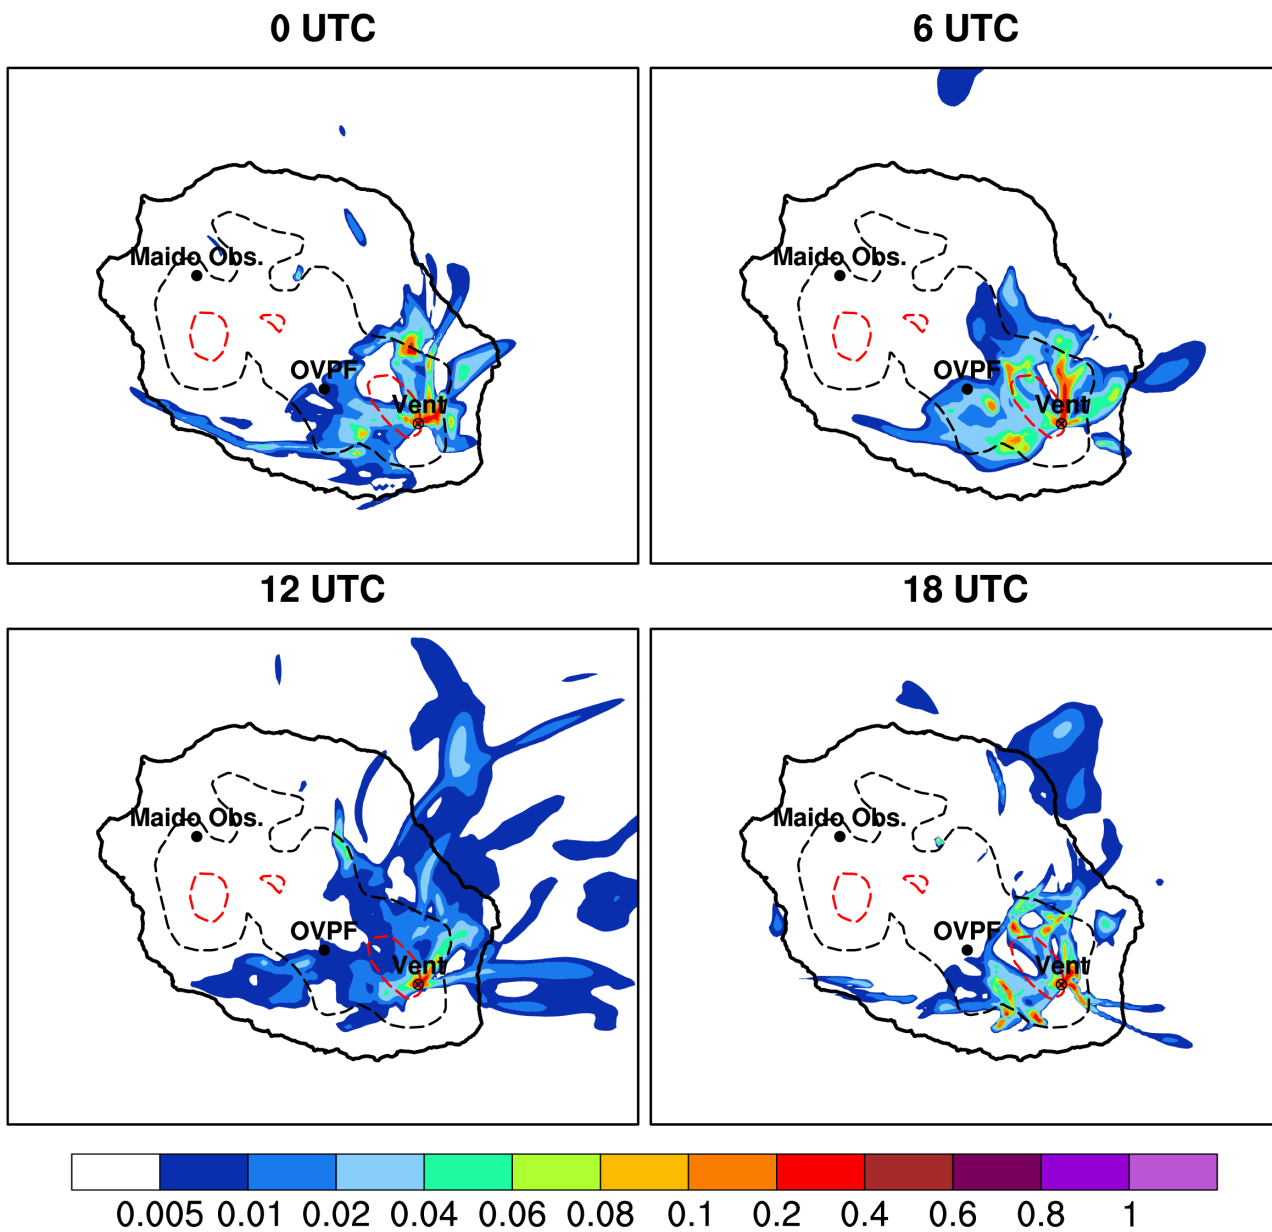 0 UTC
6 UTC
Maido Obs.
OVPF
Vent
Maido Obs.
OVPF
Vent
12 UTC
18 UTC
Maido Obs.
OVPF
Vent
Maido Obs.
OVPF
Vent
0.005 0.01 0.02 0.04 0.06 0.08 0.1 0.2 0.4 0.6 0.8 1